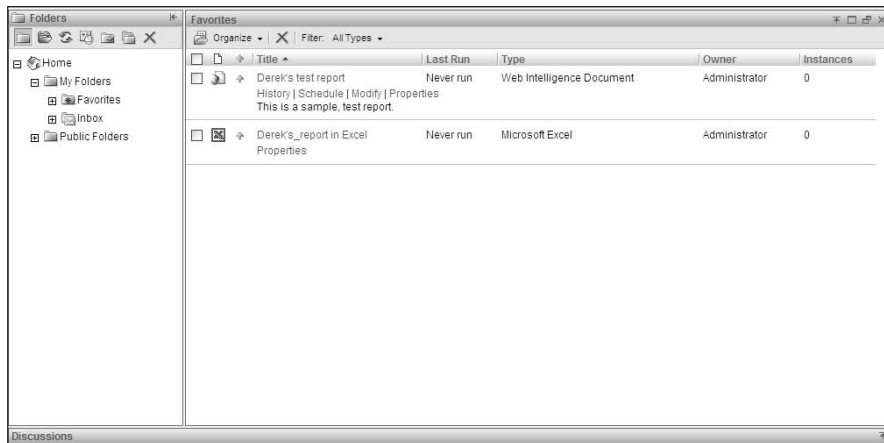 Folders
Home
My Folders
Favorites
Inbox
Public Folders
Favorites
Organize Filter: All Types
Title Last Run Type Owner Instances
Derek's test report Never run Web Intelligence Document Administrator 0
History | Schedule | Modify | Properties
This is a sample, test report.
Derek's_report in Excel Never run Microsoft Excel Administrator 0
Properties
Discussions